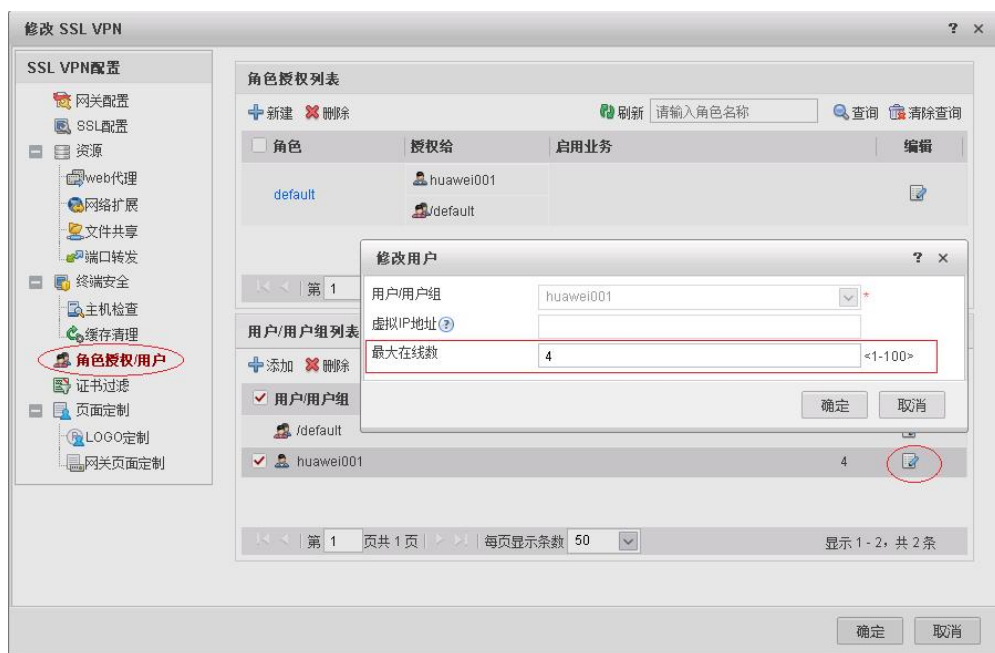 修改 SSL VPN
SSL VPN配置
网关配置
SSL配置
资源
web代理
网络扩展
文件共享
端口转发
终端安全
主机检查
缓存清理
角色授权/用户
证书过滤
页面定制
LOGO定制
网关页面定制
角色授权列表
新建 删除 刷新 请输入角色名称 查询 清除查询
角色 授权给 启用业务 编辑
default
huawei001
/default
第 1
用户/用户组列表
添加 删除
用户/用户组
/default
huawei001 4
第 1 页共 1 页 每页显示条数 50 显示 1 - 2，共 2 条
修改用户 ?
用户/用户组 huawei001 *
虚拟IP地址 ?
最大在线数 4 <1-100>
确定 取消
确定 取消